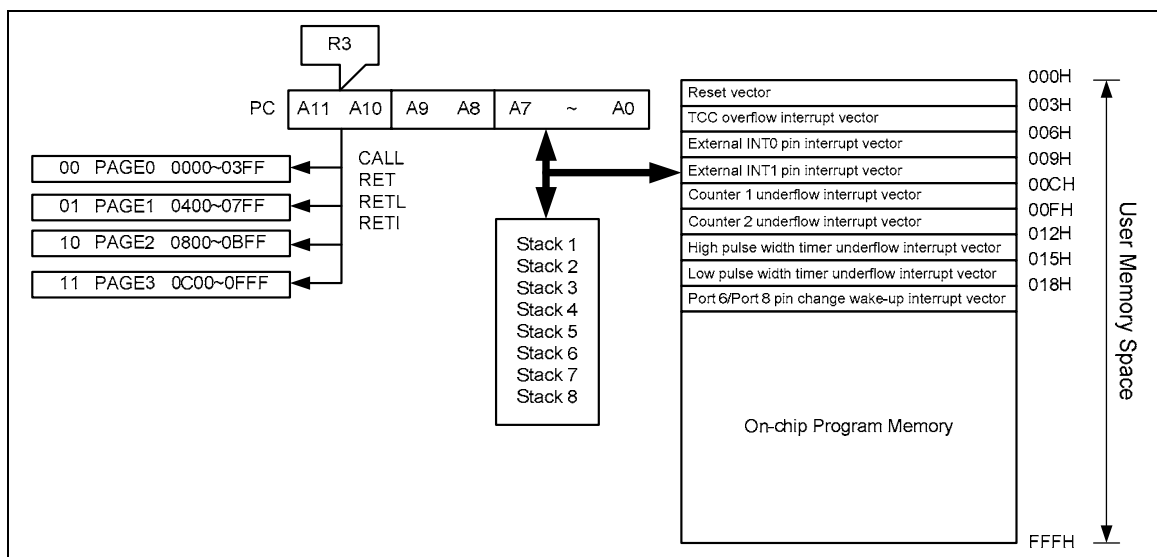 R3
PC A11 A10 A9 A8 A7 ~ A0
00 PAGE0 0000~03FF
01 PAGE1 0400~07FF
10 PAGE2 0800~0BFF
11 PAGE3 0C00~0FFF
CALL
RET
RETL
RETI
Stack 1
Stack 2
Stack 3
Stack 4
Stack 5
Stack 6
Stack 7
Stack 8
000H
Reset vector
003H
TCC overflow interrupt vector
006H
External INT0 pin interrupt vector
009H
External INT1 pin interrupt vector
00CH
Counter 1 underflow interrupt vector
00FH
Counter 2 underflow interrupt vector
012H
High pulse width timer underflow interrupt vector
015H
Low pulse width timer underflow interrupt vector
018H
Port 6/Port 8 pin change wake-up interrupt vector
On-chip Program Memory
FFFH
User Memory Space